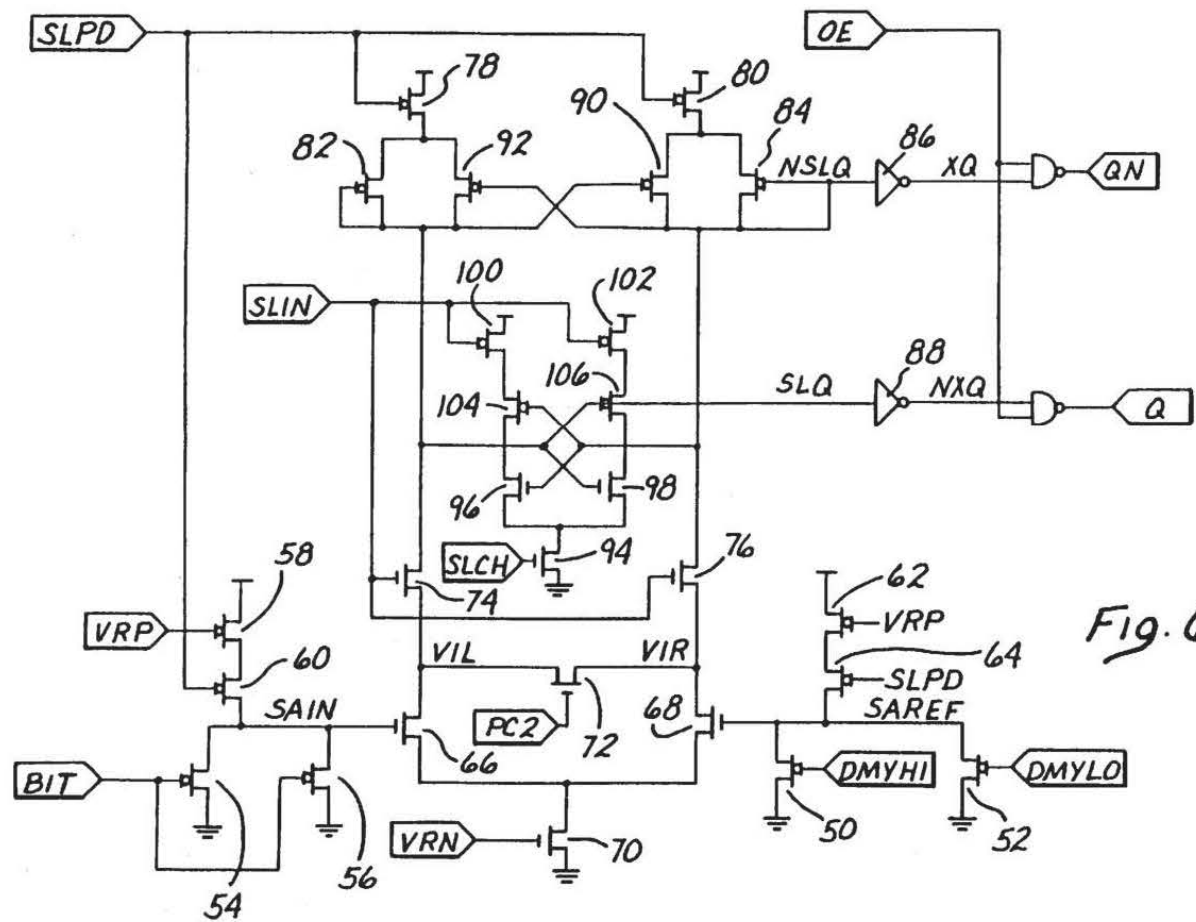 SLPD
OE
78
80
90
84
82
92
NSLQ
86
XQ
QN
100
102
SLIN
106
88
104
SLQ
NXQ
Q
96
98
SLCH
94
76
74
58
62
VRP
VRP
Fig.
60
64
VIL
VIR
SLPD
SAIN
PC2
72
68
SAREF
66
BIT
DMYHI
DMYLO
VRN
70
50
52
54
56